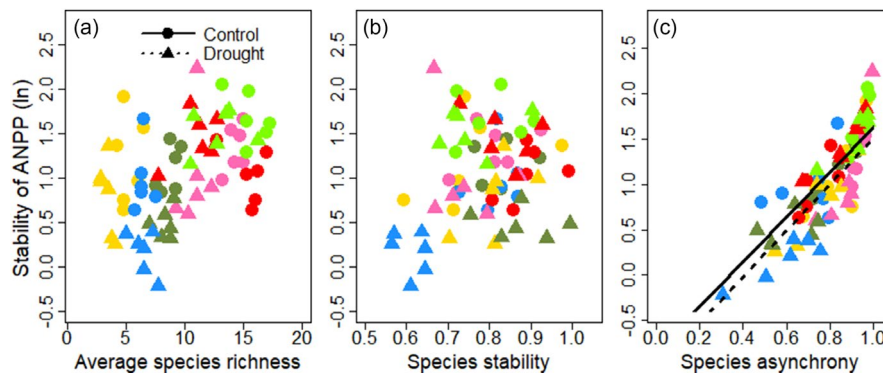 (a)
Control
Drought
(b)
(c)
Stability of ANPP (ln)
-0.5 0.0 0.5 1.0 1.5 2.0 2.5
0 5 10 15 20
Average species richness
-0.5 0.0 0.5 1.0 1.5 2.0 2.5
0.5 0.6 0.7 0.8 0.9 1.0
Species stability
-0.5 0.0 0.5 1.0 1.5 2.0 2.5
0.0 0.2 0.4 0.6 0.8 1.0
Species asynchrony